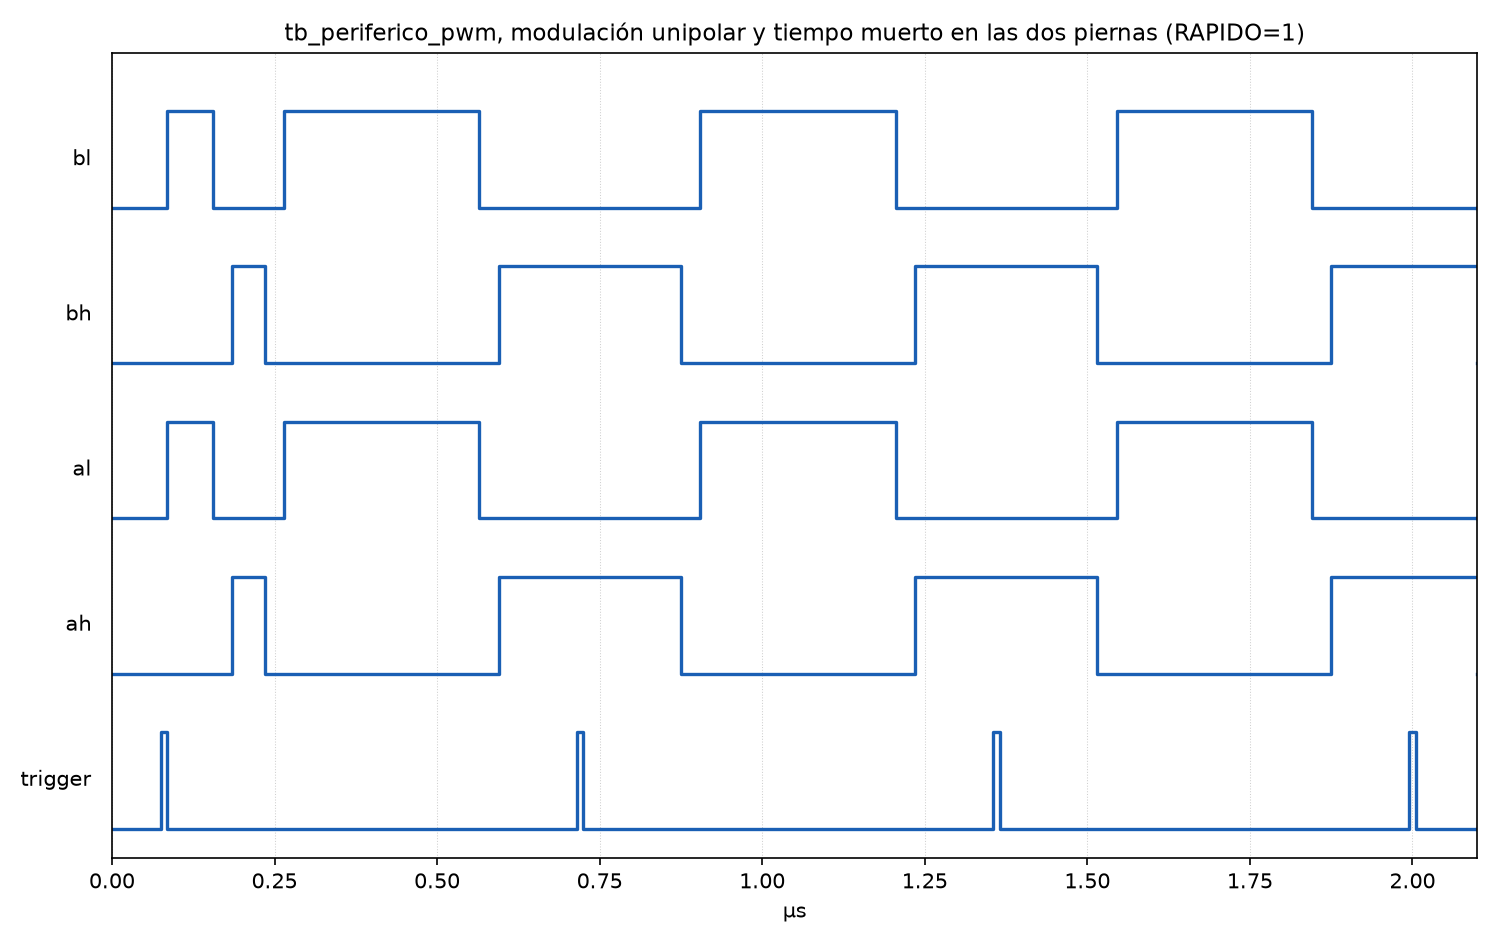 tb_periferico_pwm, modulación unipolar y tiempo muerto en las dos piernas (RAPIDO=1)
bl
bh
al
ah
trigger
0.00 0.25 0.50 0.75 1.00 1.25 1.50 1.75 2.00
µs